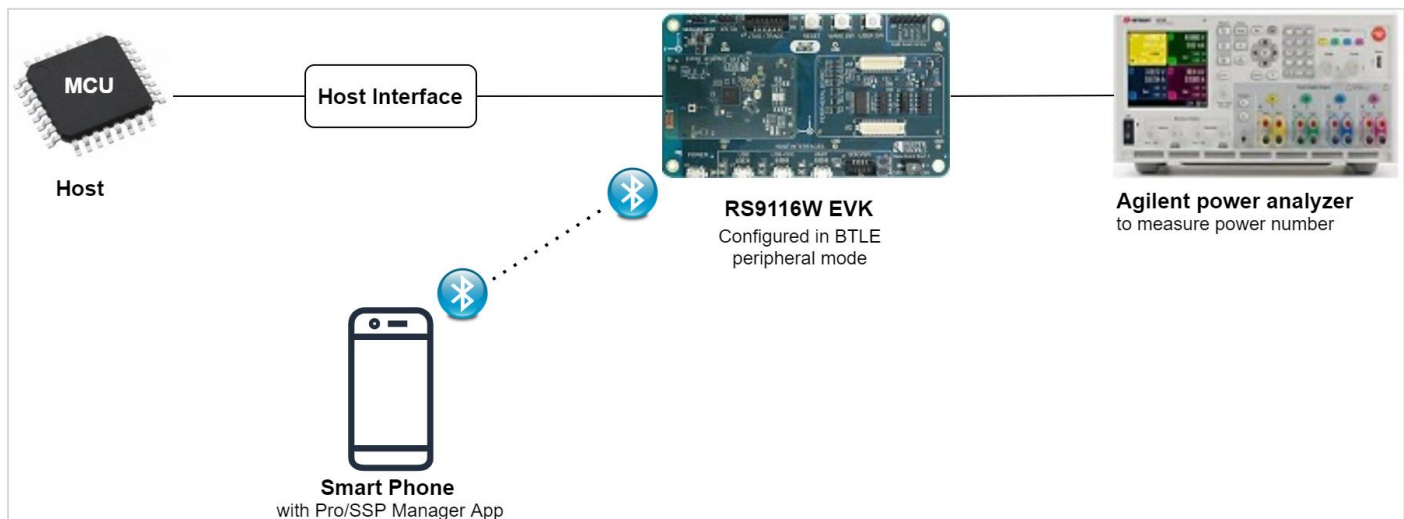 MCU
Host Interface
Host
RS9116W EVK
Configured in BTLE
peripheral mode
Agilent power analyzer
to measure power number
Smart Phone
with Pro/SSP Manager App